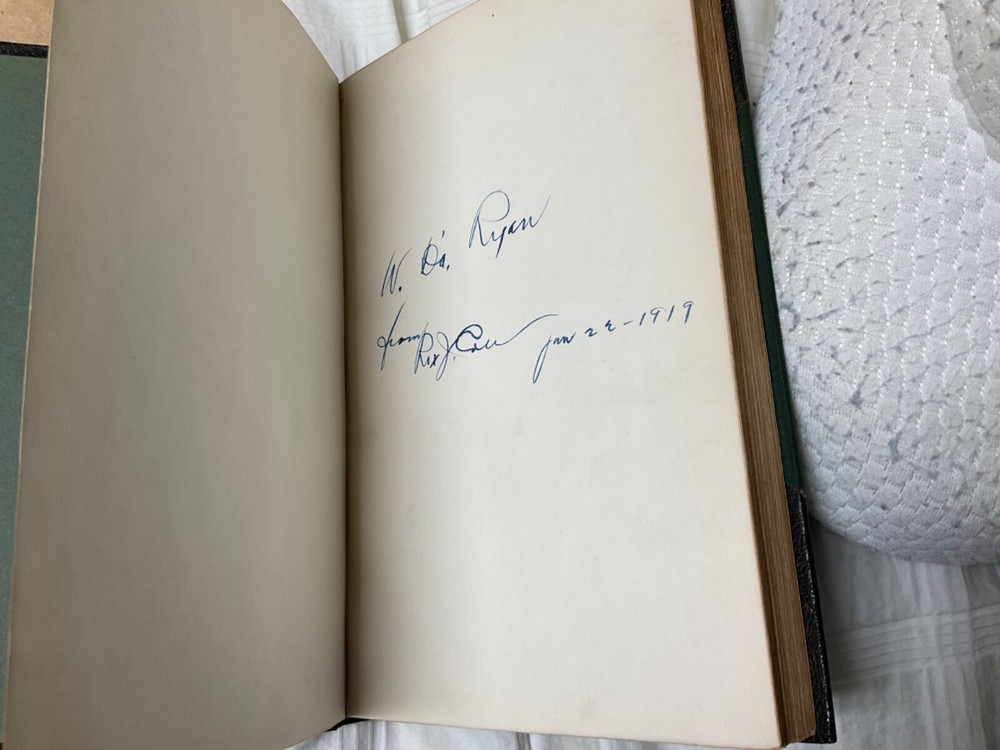 W. D'A. Ryan
from Rex J. Cole Jan 22-1919